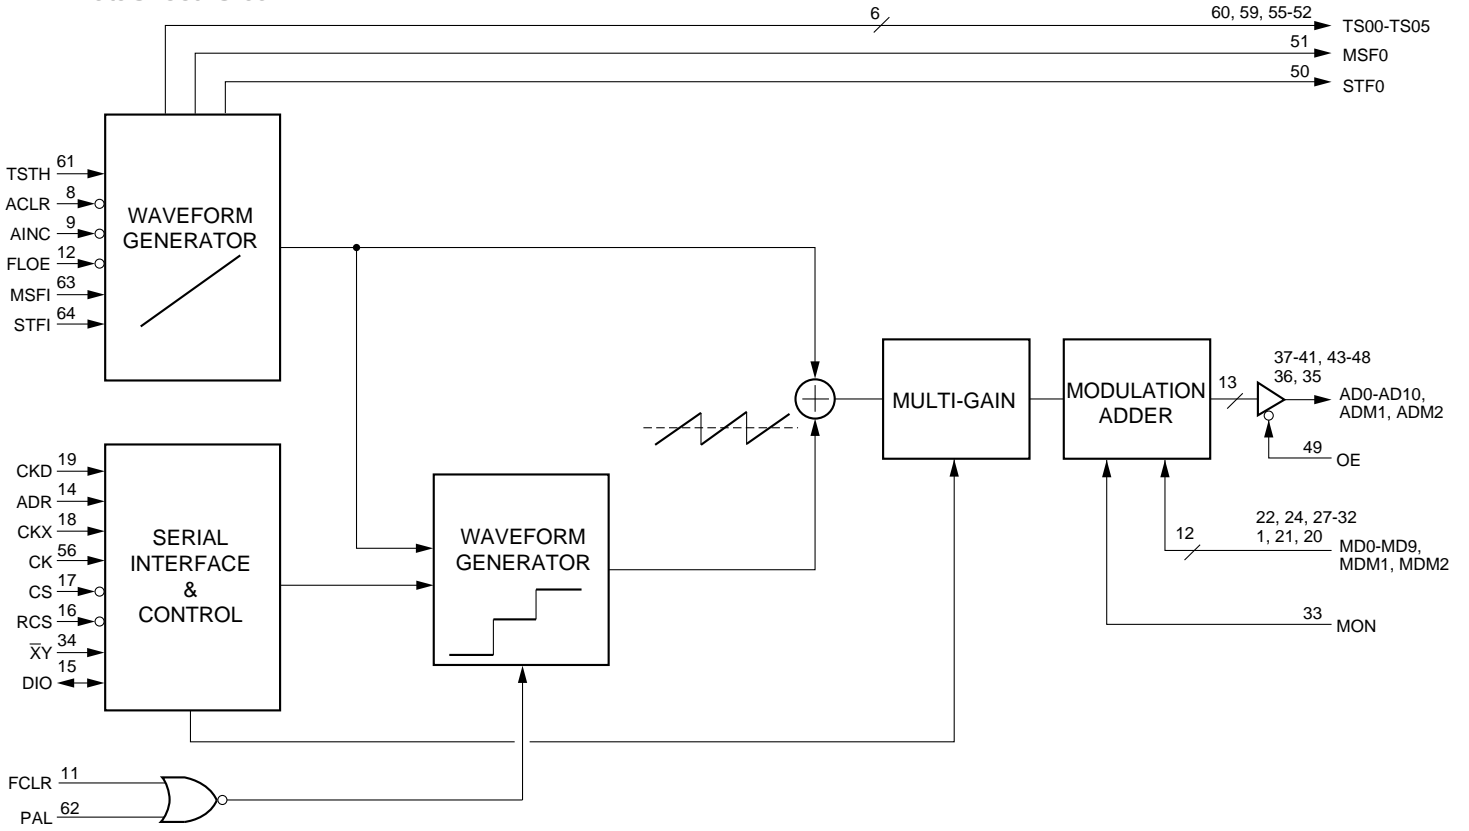 6
60, 59, 55-52
TS00-TS05
51
MSF0
50
STF0
TSTH 61
ACLR 8
AINC 9
FLOE 12
MSFI 63
STFI 64
WAVEFORM
GENERATOR
CKD 19
ADR 14
CKX 18
CK 56
CS 17
RCS 16
X̅Y 34
DIO 15
SERIAL
INTERFACE
&
CONTROL
WAVEFORM
GENERATOR
MULTI-GAIN
MODULATION
ADDER
13
37-41, 43-48
36, 35
AD0-AD10,
ADM1, ADM2
49
OE
12
22, 24, 27-32
1, 21, 20
MD0-MD9,
MDM1, MDM2
33
MON
FCLR 11
PAL 62